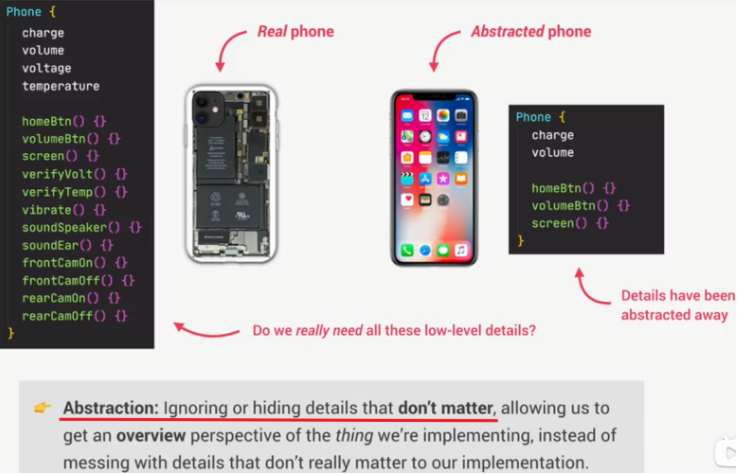 Phone {
charge
volume
voltage
temperature
homeBtn() {}
volumeBtn() {}
screen() {}
verifyVolt() {}
verifyTemp() {}
vibrate() {}
soundSpeaker() {}
soundEar() {}
frontCamOn() {}
frontCamOff() {}
rearCamOn() {}
rearCamOff() {}
}
Real phone
Abstracted phone
Phone {
charge
volume
homeBtn() {}
volumeBtn() {}
screen() {}
}
Details have been
abstracted away
Do we really need all these low-level details?
👉 Abstraction: Ignoring or hiding details that don't matter, allowing us to
get an overview perspective of the thing we're implementing, instead of
messing with details that don't really matter to our implementation.